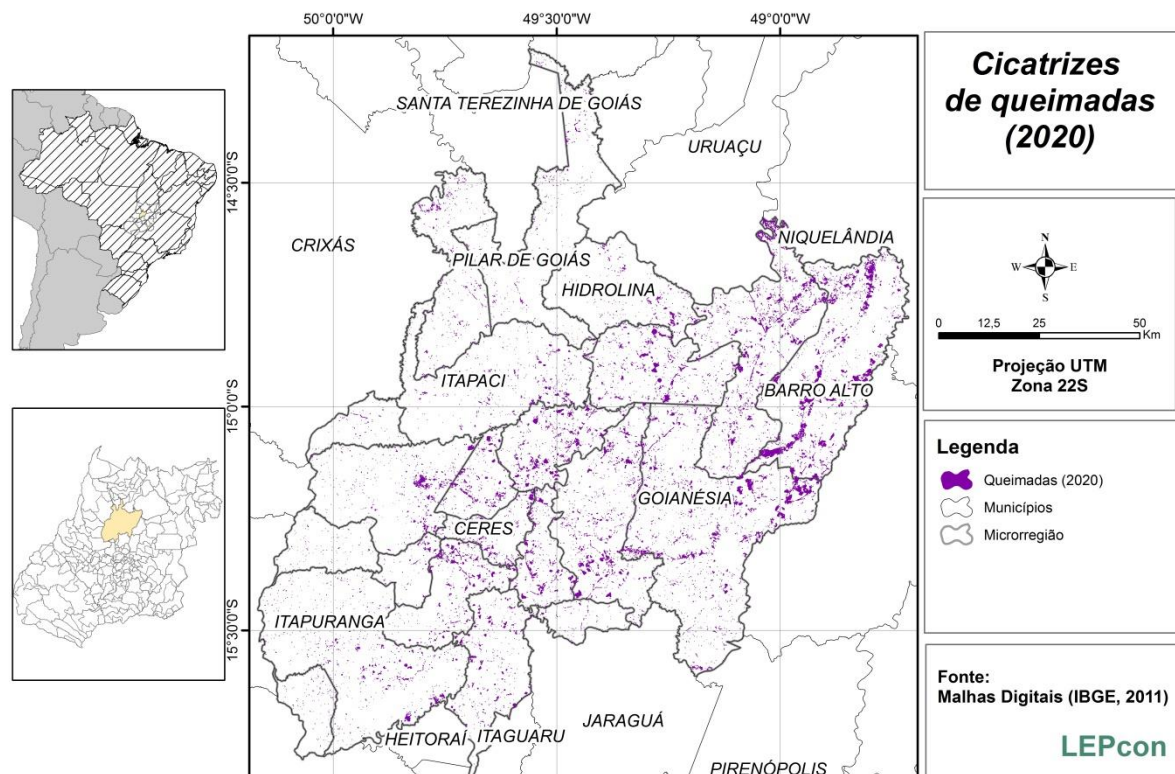 50°0'0"W
49°30'0"W
49°0'0"W
14°30'0"S
15°0'0"S
15°30'0"S
SANTA TEREZINHA DE GOIÁS
URUAÇU
CRIXÁS
NIQUELÂNDIA
PILAR DE GOIÁS
HIDROLINA
ITAPACI
BARRO ALTO
GOIANÉSIA
CERES
ITAPURANGA
JARAGUÁ
HEITORAÍ
ITAGUARU
PIRENÓPOLIS
Cicatrizes
de queimadas
(2020)
N
W
E
S
0 12,5 25 50
Km
Projeção UTM
Zona 22S
Legenda
Queimadas (2020)
Municípios
Microrregião
Fonte:
Malhas Digitais (IBGE, 2011)
LEPcon